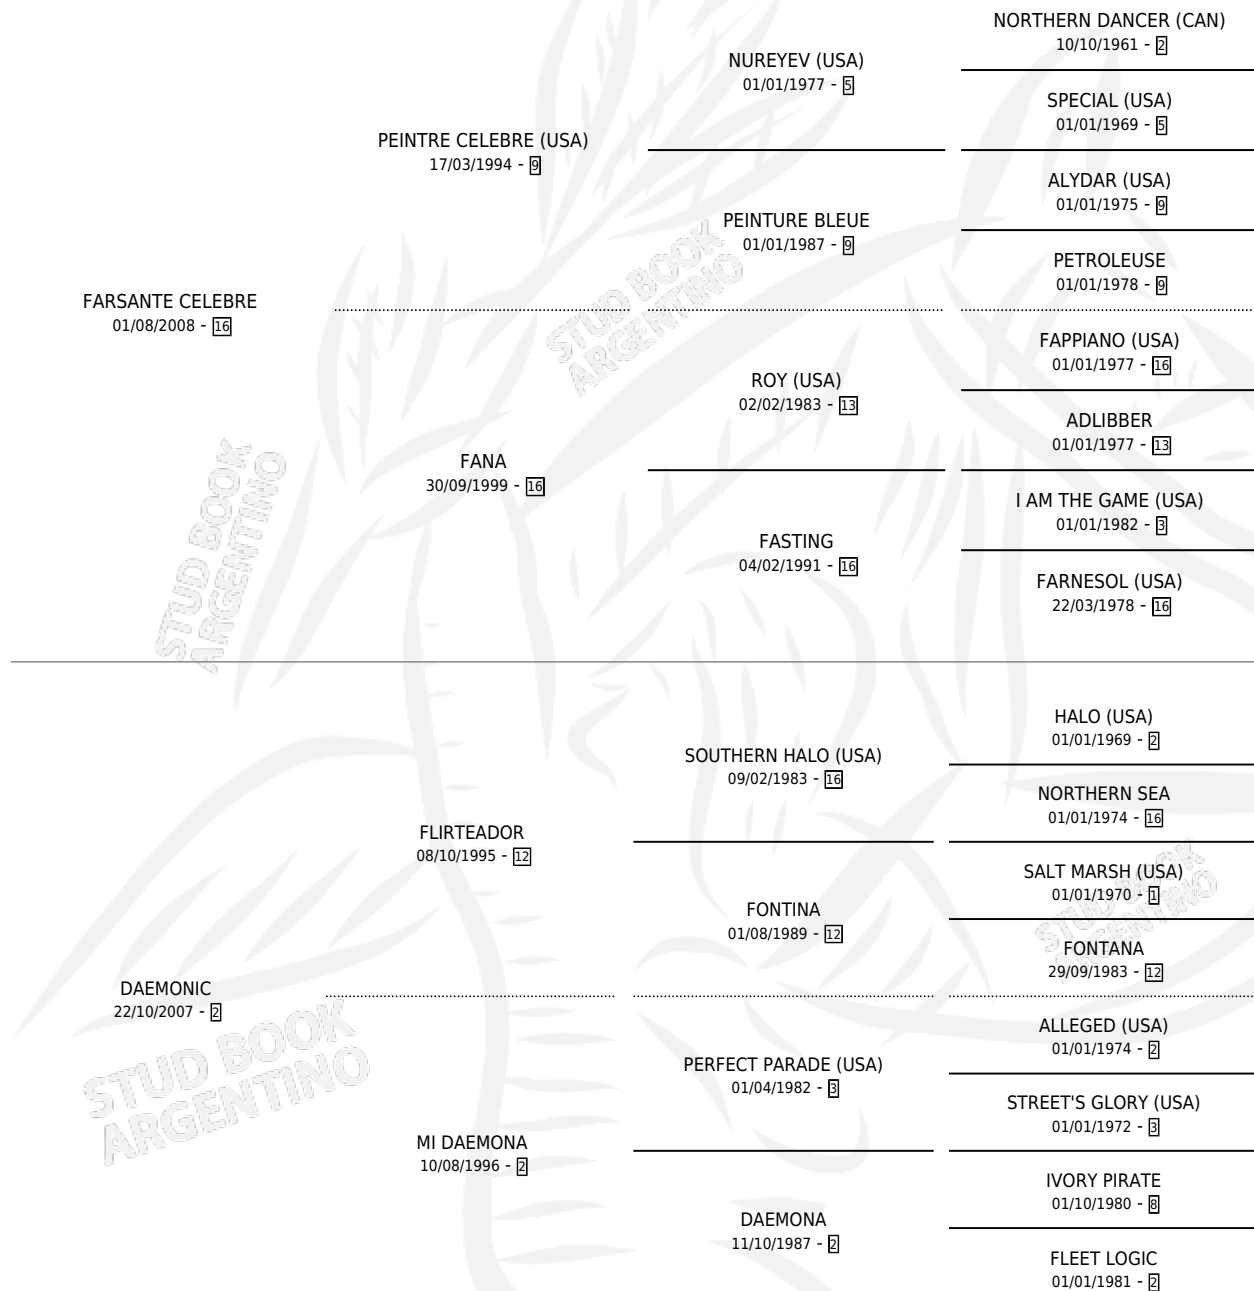 NORTHERN DANCER (CAN)
10/10/1961 - 2
NUREYEV (USA)
01/01/1977 - 5
SPECIAL (USA)
01/01/1969 - 5
PEINTRE CELEBRE (USA)
17/03/1994 - 9
ALYDAR (USA)
01/01/1975 - 9
PEINTURE BLEUE
01/01/1987 - 9
PETROLEUSE
01/01/1978 - 9
FARSANTE CELEBRE
01/08/2008 - 16
FAPPIANO (USA)
01/01/1977 - 16
ROY (USA)
02/02/1983 - 13
ADLIBBER
01/01/1977 - 13
FANA
30/09/1999 - 16
I AM THE GAME (USA)
01/01/1982 - 3
FASTING
04/02/1991 - 16
FARNESOL (USA)
22/03/1978 - 16
STUD BOOK
ARGENTINO
STUD BOOK
ARGENTINO
HALO (USA)
01/01/1969 - 2
SOUTHERN HALO (USA)
09/02/1983 - 16
NORTHERN SEA
01/01/1974 - 16
FLIRTEADOR
08/10/1995 - 12
SALT MARSH (USA)
01/01/1970 - 1
FONTINA
01/08/1989 - 12
FONTANA
29/09/1983 - 12
DAEMONIC
22/10/2007 - 2
ALLEGED (USA)
01/01/1974 - 2
PERFECT PARADE (USA)
01/04/1982 - 3
STREET'S GLORY (USA)
01/01/1972 - 3
MI DAEMONA
10/08/1996 - 2
IVORY PIRATE
01/10/1980 - 8
DAEMONA
11/10/1987 - 2
FLEET LOGIC
01/01/1981 - 2
STUD BOOK
ARGENTINO
STUD BOOK
ARGENTINO